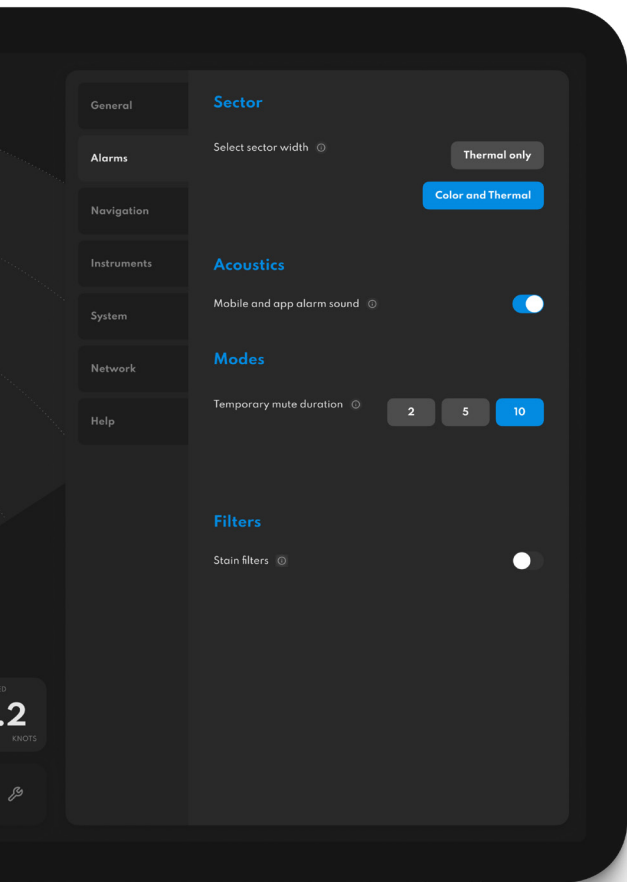 General
Alarms
Navigation
Instruments
System
Network
Help
Sector
Select sector width
Thermal only
Color and Thermal
Acoustics
Mobile and app alarm sound
Modes
Temporary mute duration
2 5 10
Filters
Stain filters
ED
.2
KNOTS